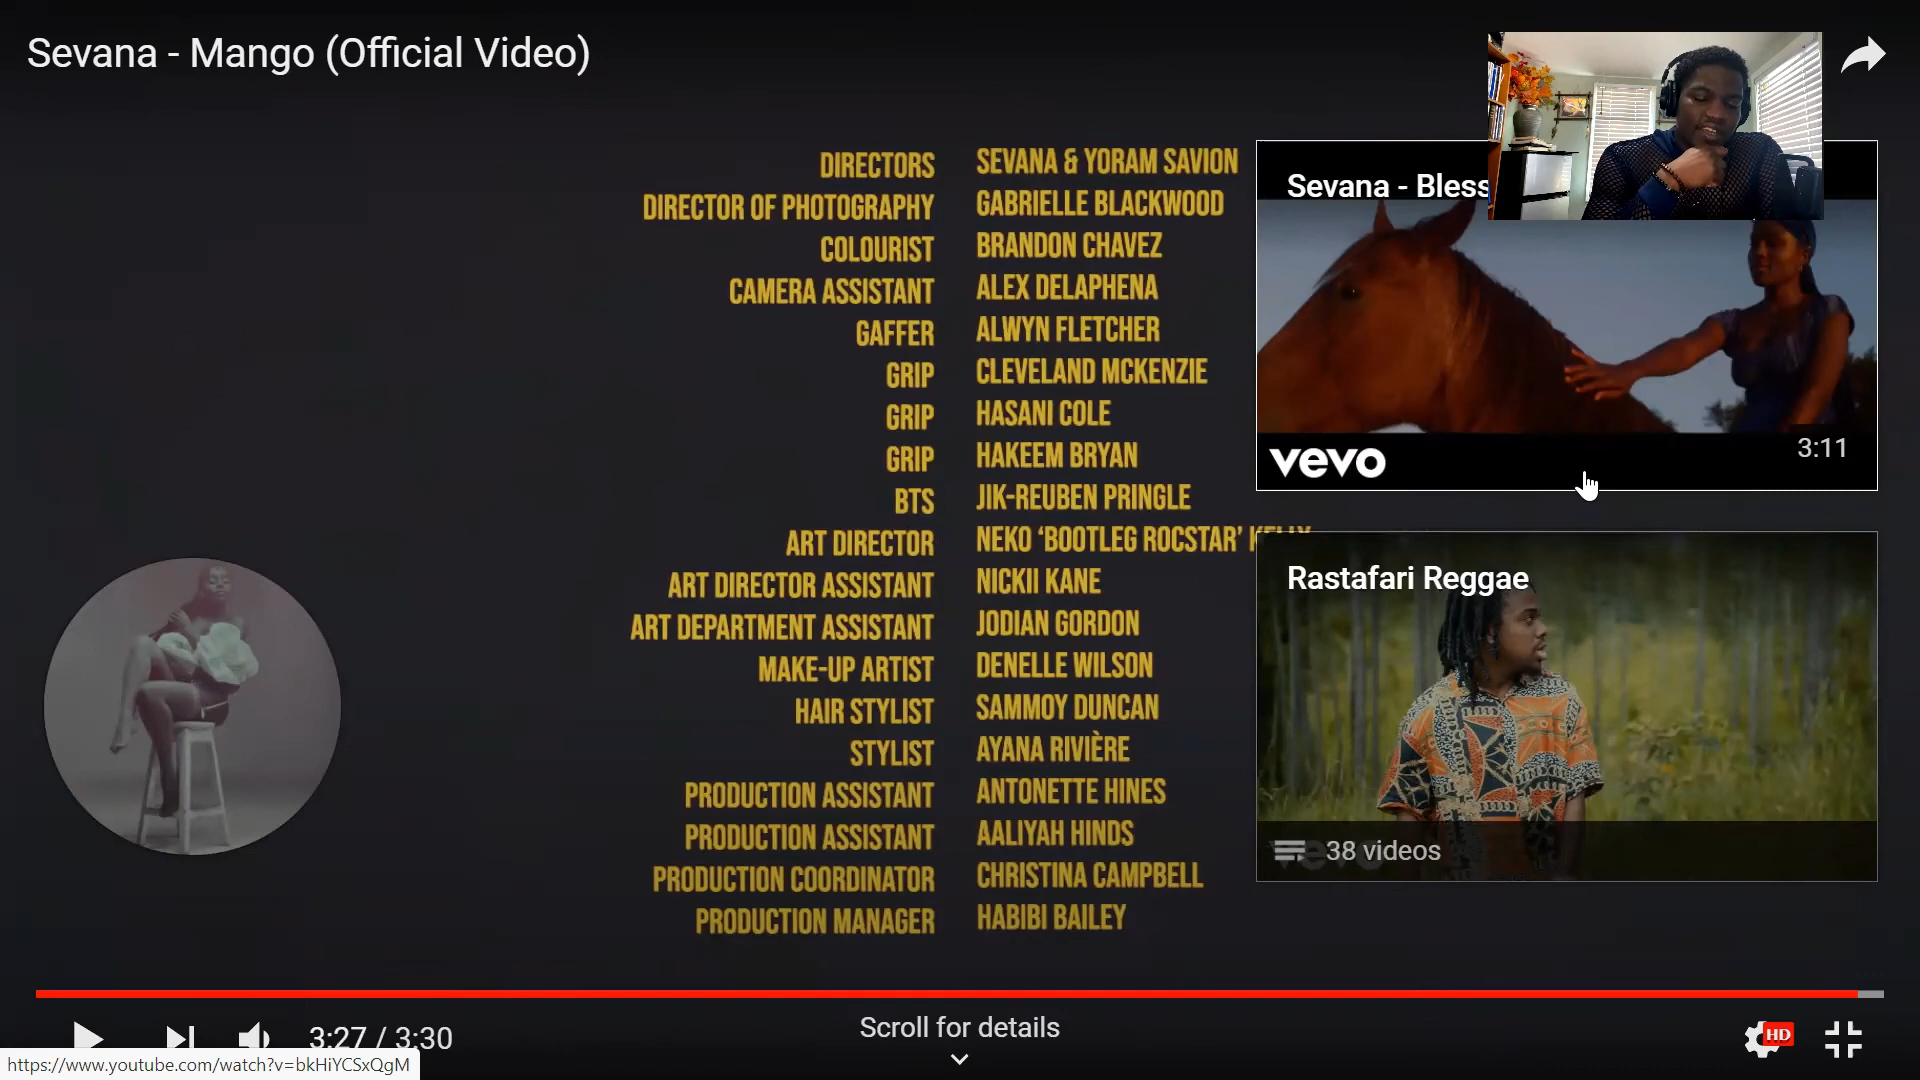 Sevana - Mango (Official Video)
DIRECTORS SEVANA & YORAM SAVION
DIRECTOR OF PHOTOGRAPHY GABRIELLE BLACKWOOD
COLOURIST BRANDON CHAVEZ
CAMERA ASSISTANT ALEX DELAPHENA
GAFFER ALWYN FLETCHER
GRIP CLEVELAND MCKENZIE
GRIP HASANI COLE
GRIP HAKEEM BRYAN
BTS JIK-REUBEN PRINGLE
ART DIRECTOR NEKO ‘BOOTLEG ROCSTAR’ KELLY
ART DIRECTOR ASSISTANT NICKII KANE
ART DEPARTMENT ASSISTANT JODIAN GORDON
MAKE-UP ARTIST DENELLE WILSON
HAIR STYLIST SAMMOY DUNCAN
STYLIST AYANA RIVIÈRE
PRODUCTION ASSISTANT ANTONETTE HINES
PRODUCTION ASSISTANT AALIYAH HINDS
PRODUCTION COORDINATOR CHRISTINA CAMPBELL
PRODUCTION MANAGER HABIBI BAILEY
Sevana - Bless
vevo
3:11
Rastafari Reggae
38 videos
3:27 / 3:30
Scroll for details
HD
https://www.youtube.com/watch?v=bkHiYCSxQgM